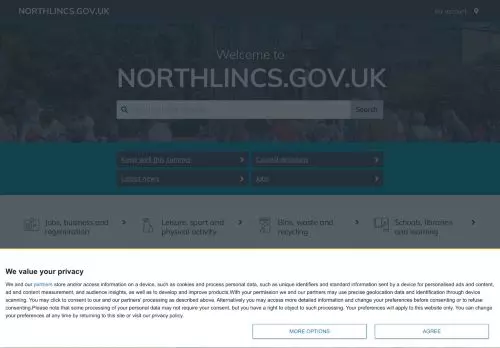 NORTHLINCS.GOV.UK
Welcome to
NORTHLINCS.GOV.UK
Search
Latest news
Jobs
Jobs, business and
regeneration
Leisure, sport and
physical activity
Bins, waste and
recycling
Schools, libraries
and learning
We value your privacy
We and our partners store and/or access information on a device, such as cookies and process personal data, such as unique identifiers and standard information sent by a device for personalised ads and content,
ad and content measurement, and audience insights, as well as to develop and improve products.With your permission we and our partners may use precise geolocation data and identification through device
scanning. You may click to consent to our and our partners' processing as described above. Alternatively you may access more detailed information and change your preferences before consenting or to refuse
consenting.Please note that some processing of your personal data may not require your consent, but you have a right to object to such processing. Your preferences will apply to this website only. You can change
your preferences at any time by returning to this site or visit our privacy policy.
MORE OPTIONS
AGREE